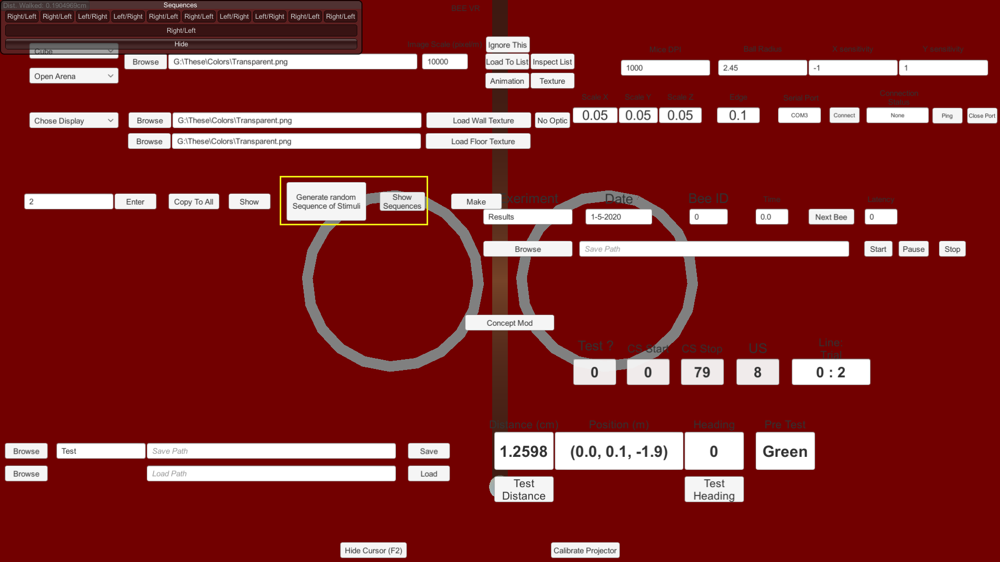 Dist. Walked: 0.1904969cm
Sequences
BEE VR
Right/Left Right/Left Left/Right Left/Right Right/Left Right/Left Left/Right Left/Right Right/Left Right/Left
Right/Left
Hide
Cube
Image Scale (pixel/m)
Ignore This
Mice DPI Ball Radius X sensitivity Y sensitivity
Browse G:\These\Colors\Transparent.png 10000 Load To List Inspect List
1000 2.45 -1 1
Open Arena
Animation Texture
Scale X Scale Y Scale Z Edge Serial Port Connection
Status
Chose Display Browse G:\These\Colors\Transparent.png Load Wall Texture No Optic
0.05 0.05 0.05 0.1 COM3 Connect None Ping Close Port
Browse G:\These\Colors\Transparent.png Load Floor Texture
2 Enter Copy To All Show
Generate random
Sequence of Stimuli
Show
Sequences
Make
xeriment Date Bee ID Time Latency
Results 1-5-2020 0 0.0 Next Bee 0
Browse Save Path Start Pause Stop
Concept Mod
Test ? CS Start CS Stop US Line:
Trial
0 0 79 8 0 : 2
Distance (cm) Position (m) Heading Pre Test
1.2598 (0.0, 0.1, -1.9) 0 Green
Browse Test Save Path Save
Browse Load Path Load
Test
Distance
Test
Heading
Hide Cursor (F2) Calibrate Projector